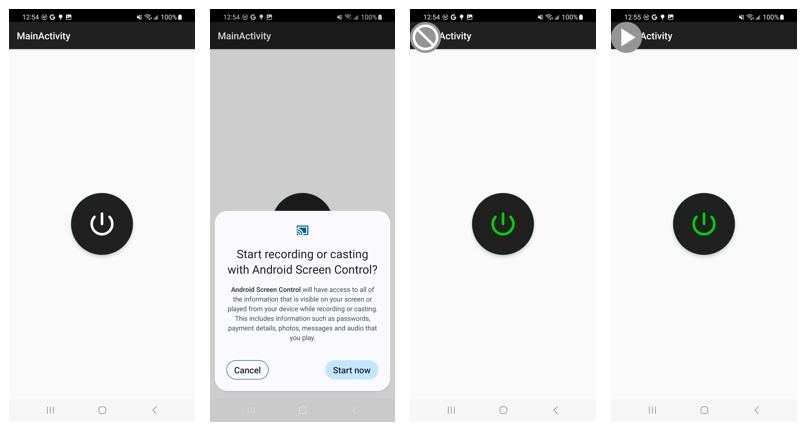 12:54 G 100%
MainActivity
12:54 G 100%
MainActivity
Start recording or casting
with Android Screen Control?
Android Screen Control will have access to all of
the information that is visible on your screen or
played from your device while recording or casting.
This includes information such as passwords,
payment details, photos, messages and audio that
you play.
Cancel
Start now
12:54 G 100%
Activity
12:55 G 100%
Activity